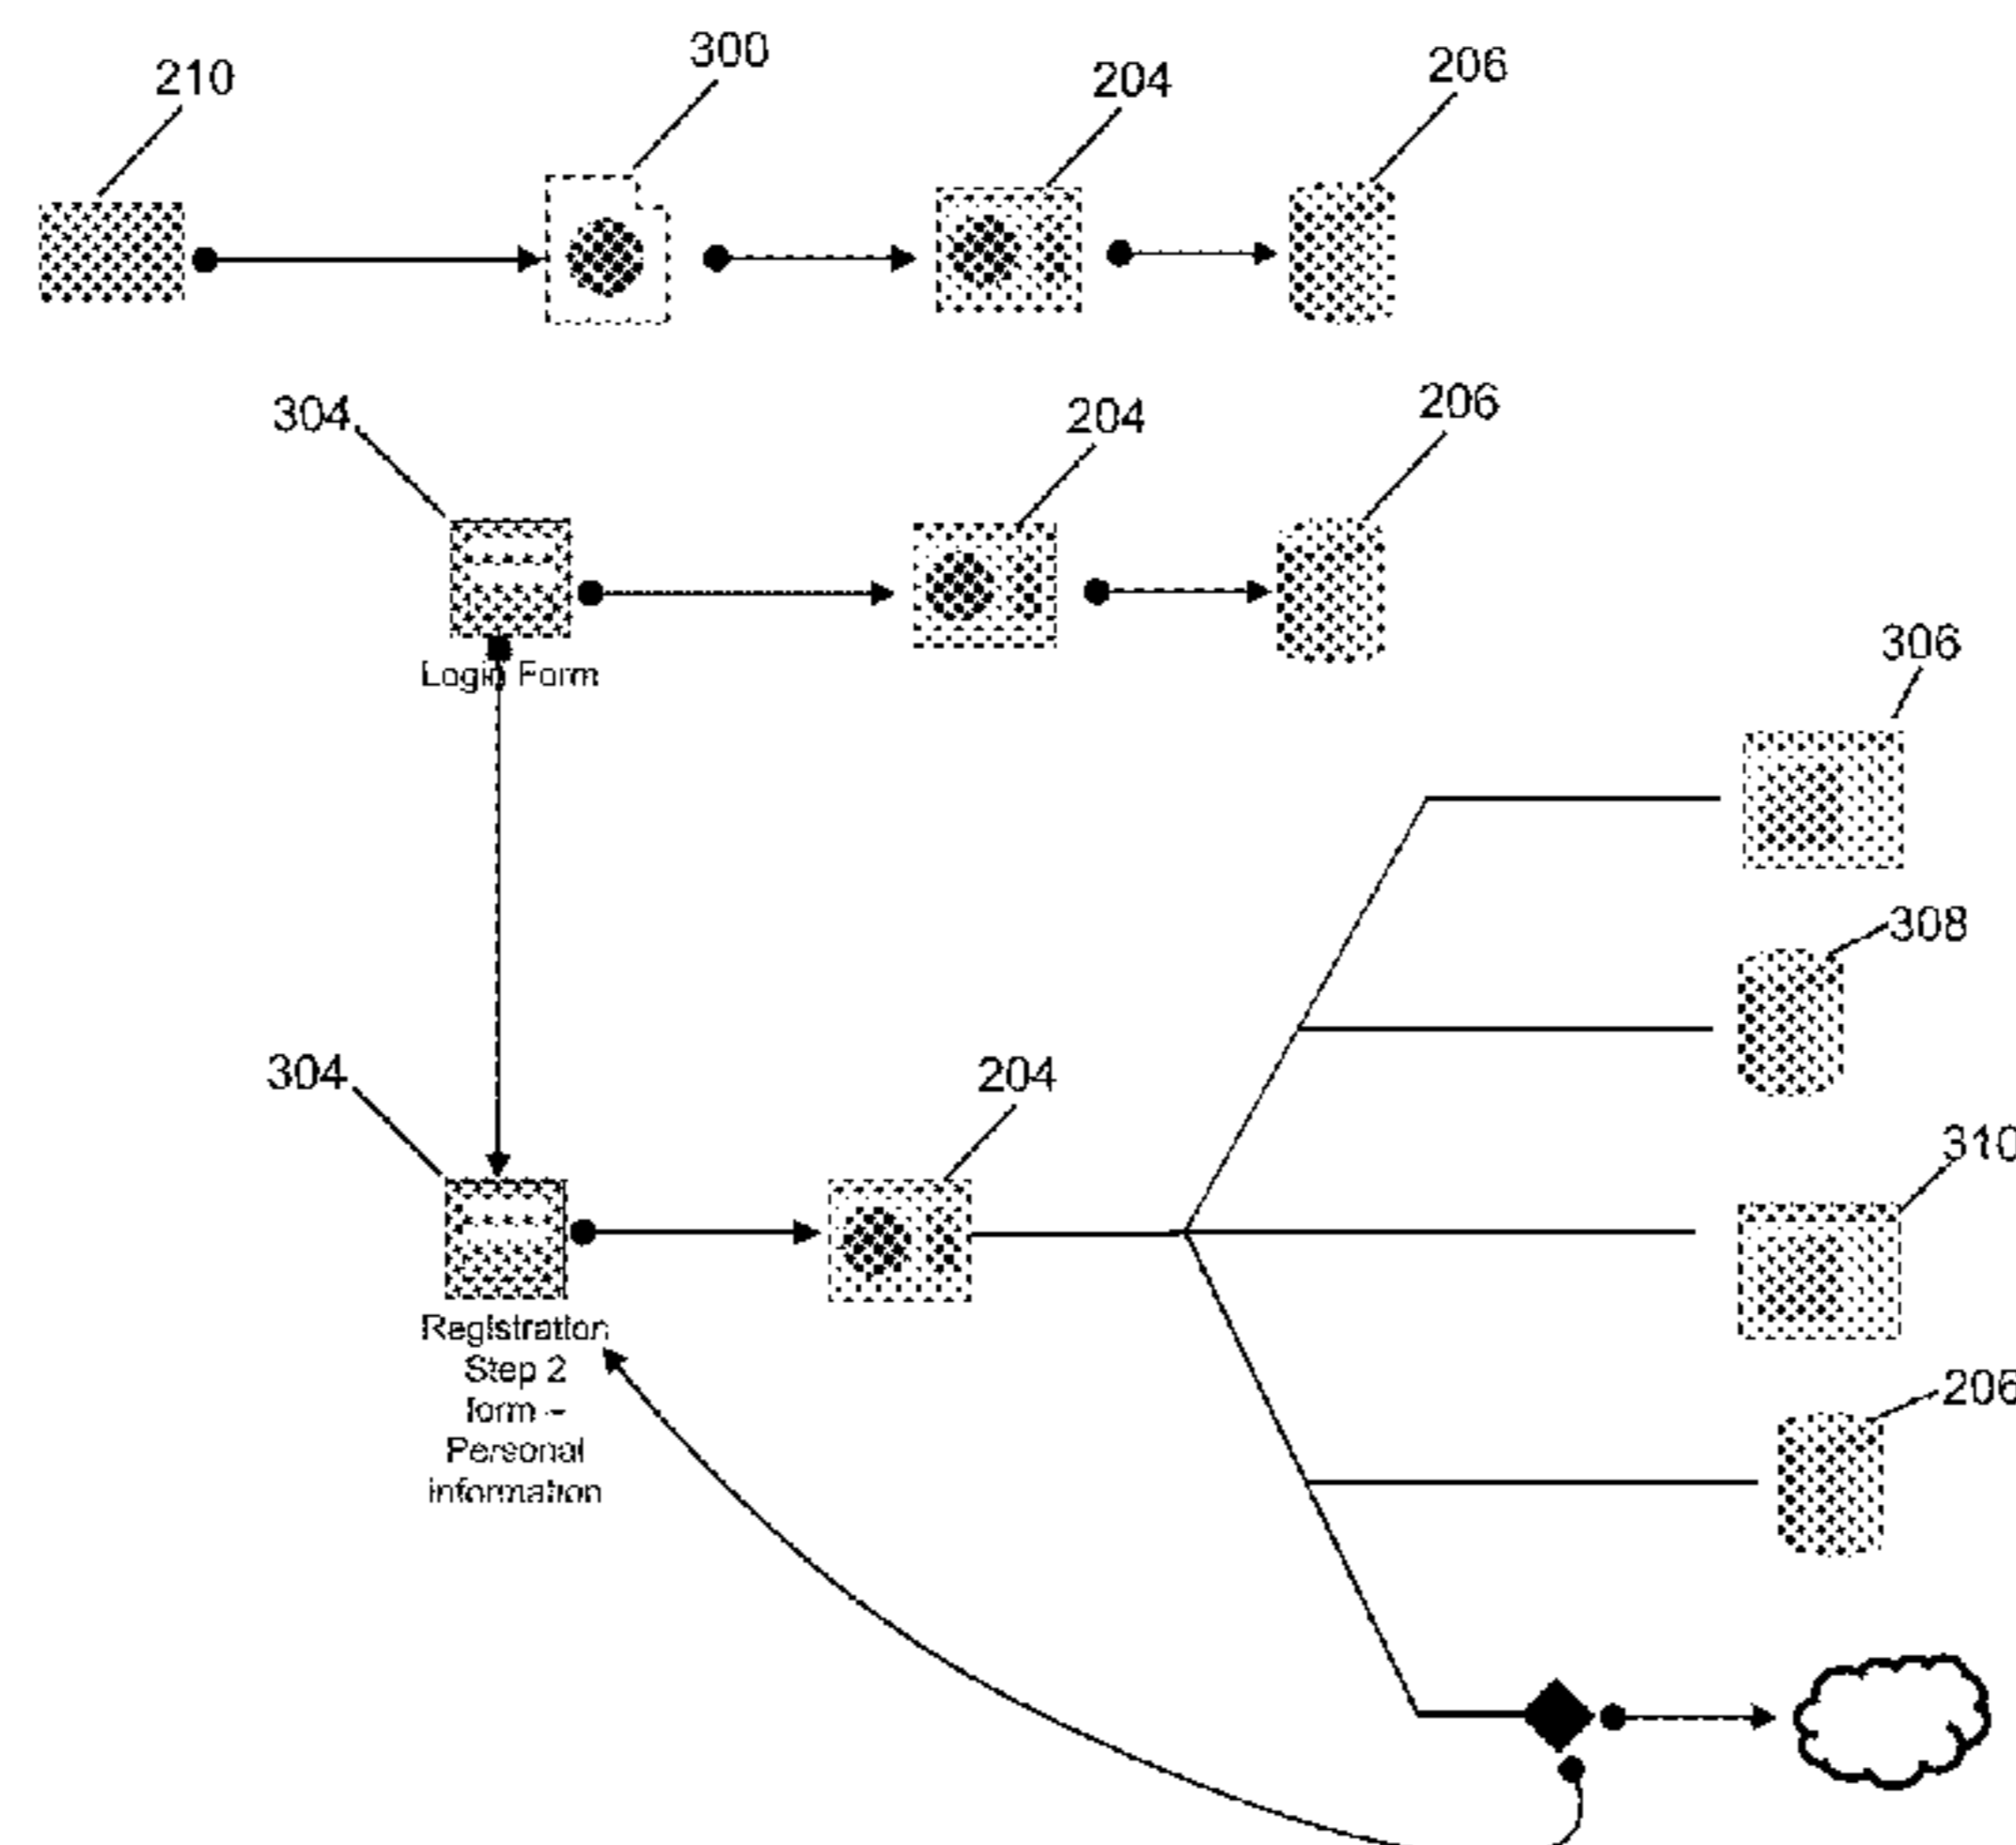 210
300
204
206
304
204
206
Login Form
306
308
304
204
310
Registration
Step 2
form –
Personal
information
206